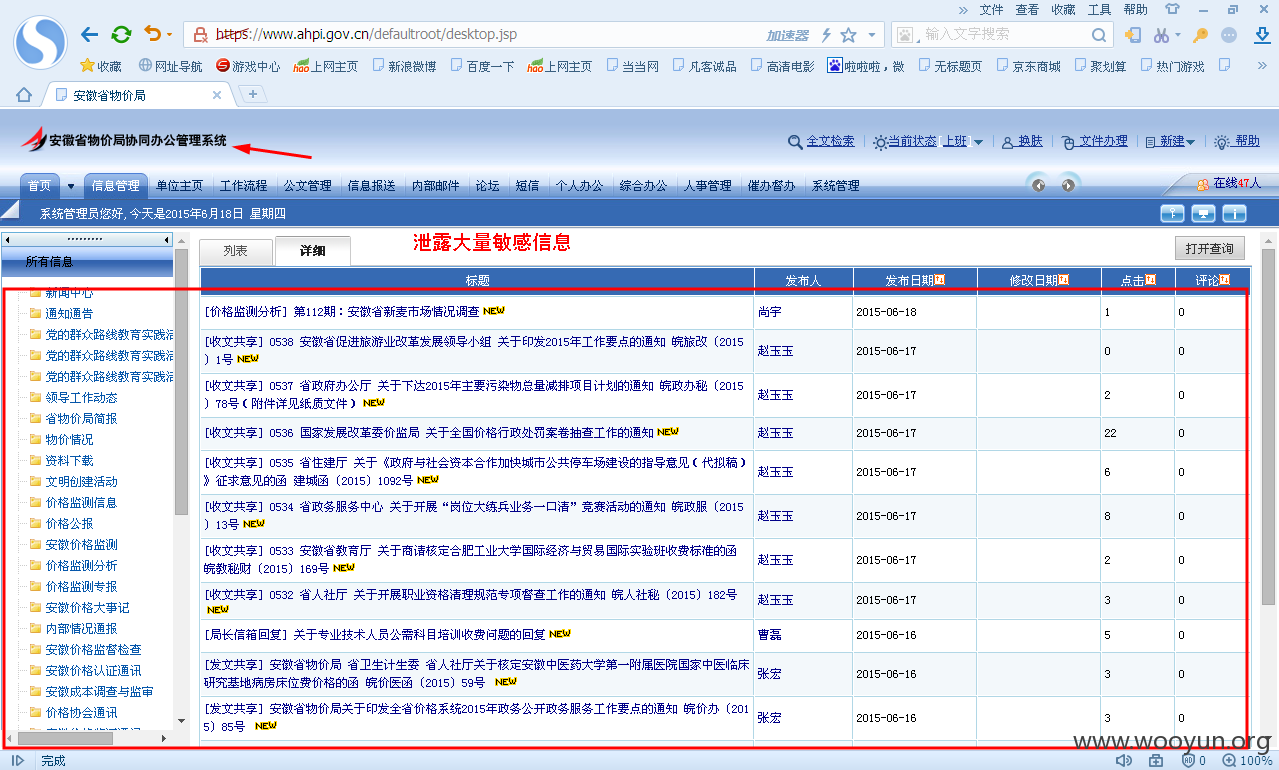 » 文件 查看 收藏 工具 帮助
https://www.ahpi.gov.cn/defaultroot/desktop.jsp 加速器 输入文字搜索
收藏 网址导航 游戏中心 hao上网主页 新浪微博 百度一下 hao上网主页 当当网 凡客诚品 高清电影 啦啦啦，微 无标题页 京东商城 聚划算 热门游戏 »
安徽省物价局
安徽省物价局协同办公管理系统 全文检索 当前状态[上班] 换肤 文件办理 新建 帮助
首页 信息管理 单位主页 工作流程 公文管理 信息报送 内部邮件 论坛 短信 个人办公 综合办公 人事管理 催办督办 系统管理 在线47人
系统管理员您好, 今天是2015年6月18日 星期四
所有信息
新闻中心
通知通告
党的群众路线教育实践活
党的群众路线教育实践活
党的群众路线教育实践活
领导工作动态
省物价局简报
物价情况
资料下载
文明创建活动
价格监测信息
价格公报
安徽价格监测
价格监测分析
价格监测专报
安徽价格大事记
内部情况通报
安徽价格监督检查
安徽价格认证通讯
安徽成本调查与监审
价格协会通讯
列表 详细 泄露大量敏感信息 打开查询
标题 发布人 发布日期 修改日期 点击 评论
[价格监测分析] 第112期：安徽省新麦市场情况调查 NEW 尚宇 2015-06-18 1 0
[收文共享] 0538 安徽省促进旅游业改革发展领导小组 关于印发2015年工作要点的通知 皖旅改〔2015
〕1号 NEW 赵玉玉 2015-06-17 0 0
[收文共享] 0537 省政府办公厅 关于下达2015年主要污染物总量减排项目计划的通知 皖政办秘〔2015
〕78号（附件详见纸质文件） NEW 赵玉玉 2015-06-17 2 0
[收文共享] 0536 国家发展改革委价监局 关于全国价格行政处罚案卷抽查工作的通知 NEW 赵玉玉 2015-06-17 22 0
[收文共享] 0535 省住建厅 关于《政府与社会资本合作加快城市公共停车场建设的指导意见（代拟稿）
》征求意见的函 建城函〔2015〕1092号 NEW 赵玉玉 2015-06-17 6 0
[收文共享] 0534 省政务服务中心 关于开展“岗位大练兵业务一口清”竞赛活动的通知 皖政服〔2015
〕13号 NEW 赵玉玉 2015-06-17 8 0
[收文共享] 0533 安徽省教育厅 关于商请核定合肥工业大学国际经济与贸易国际实验班收费标准的函
皖教秘财〔2015〕169号 NEW 赵玉玉 2015-06-17 2 0
[收文共享] 0532 省人社厅 关于开展职业资格清理规范专项督查工作的通知 皖人社秘〔2015〕182号
NEW 赵玉玉 2015-06-17 3 0
[局长信箱回复] 关于专业技术人员公需科目培训收费问题的回复 NEW 曹磊 2015-06-16 5 0
[发文共享] 安徽省物价局 省卫生计生委 省人社厅关于核定安徽中医药大学第一附属医院国家中医临床
研究基地病房床位费价格的函 皖价医函〔2015〕59号 NEW 张宏 2015-06-16 3 0
[发文共享] 安徽省物价局关于印发全省价格系统2015年政务公开政务服务工作要点的通知 皖价办〔201
5〕85号 NEW 张宏 2015-06-16 3 0
www.wooyun.org
完成 0 100%